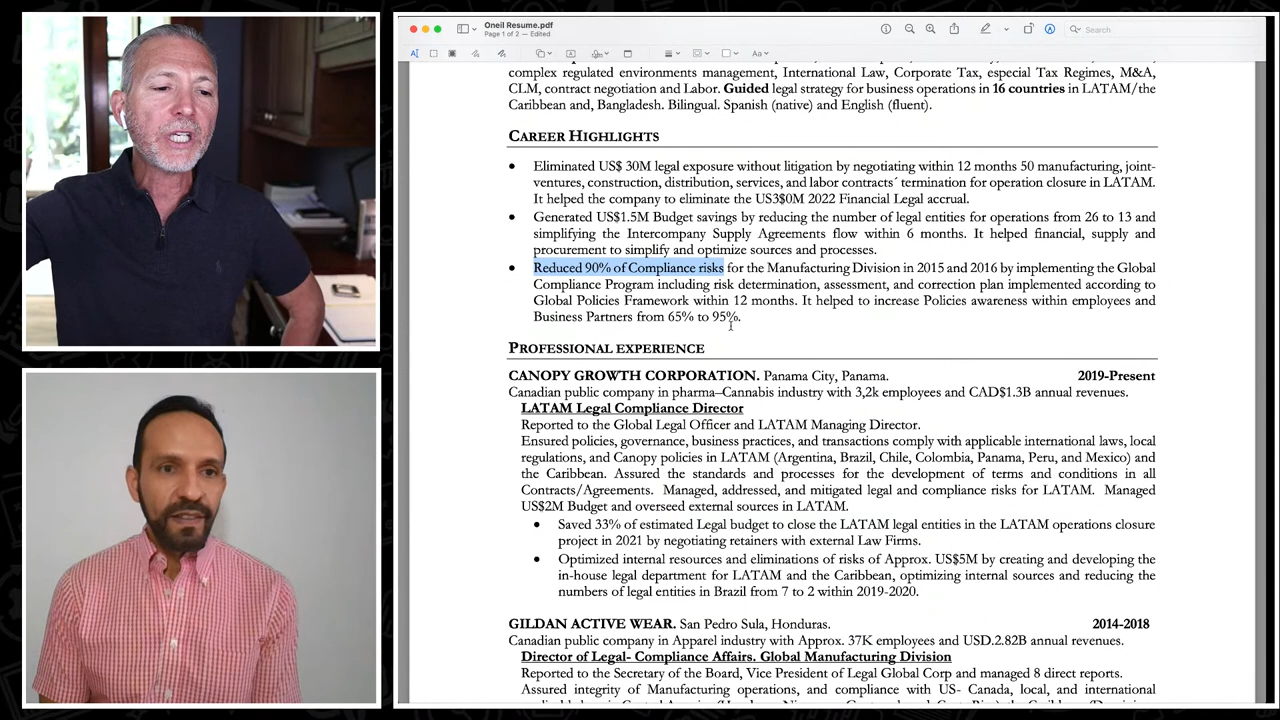 Oneil Resume.pdf
Page 1 of 2 — Edited
Search
Aa
complex regulated environments management, International Law, Corporate Tax, especial Tax Regimes, M&A,
CLM, contract negotiation and Labor. Guided legal strategy for business operations in 16 countries in LATAM/the
Caribbean and, Bangladesh. Bilingual. Spanish (native) and English (fluent).
CAREER HIGHLIGHTS
• Eliminated US$ 30M legal exposure without litigation by negotiating within 12 months 50 manufacturing, joint-
ventures, construction, distribution, services, and labor contracts´ termination for operation closure in LATAM.
It helped the company to eliminate the US3$0M 2022 Financial Legal accrual.
• Generated US$1.5M Budget savings by reducing the number of legal entities for operations from 26 to 13 and
simplifying the Intercompany Supply Agreements flow within 6 months. It helped financial, supply and
procurement to simplify and optimize sources and processes.
• Reduced 90% of Compliance risks for the Manufacturing Division in 2015 and 2016 by implementing the Global
Compliance Program including risk determination, assessment, and correction plan implemented according to
Global Policies Framework within 12 months. It helped to increase Policies awareness within employees and
Business Partners from 65% to 95%.
PROFESSIONAL EXPERIENCE
CANOPY GROWTH CORPORATION. Panama City, Panama. 2019-Present
Canadian public company in pharma–Cannabis industry with 3,2k employees and CAD$1.3B annual revenues.
LATAM Legal Compliance Director
Reported to the Global Legal Officer and LATAM Managing Director.
Ensured policies, governance, business practices, and transactions comply with applicable international laws, local
regulations, and Canopy policies in LATAM (Argentina, Brazil, Chile, Colombia, Panama, Peru, and Mexico) and
the Caribbean. Assured the standards and processes for the development of terms and conditions in all
Contracts/Agreements. Managed, addressed, and mitigated legal and compliance risks for LATAM. Managed
US$2M Budget and overseed external sources in LATAM.
• Saved 33% of estimated Legal budget to close the LATAM legal entities in the LATAM operations closure
project in 2021 by negotiating retainers with external Law Firms.
• Optimized internal resources and eliminations of risks of Approx. US$5M by creating and developing the
in-house legal department for LATAM and the Caribbean, optimizing internal sources and reducing the
numbers of legal entities in Brazil from 7 to 2 within 2019-2020.
GILDAN ACTIVE WEAR. San Pedro Sula, Honduras. 2014-2018
Canadian public company in Apparel industry with Approx. 37K employees and USD.2.82B annual revenues.
Director of Legal- Compliance Affairs. Global Manufacturing Division
Reported to the Secretary of the Board, Vice President of Legal Global Corp and managed 8 direct reports.
Assured integrity of Manufacturing operations, and compliance with US- Canada, local, and international